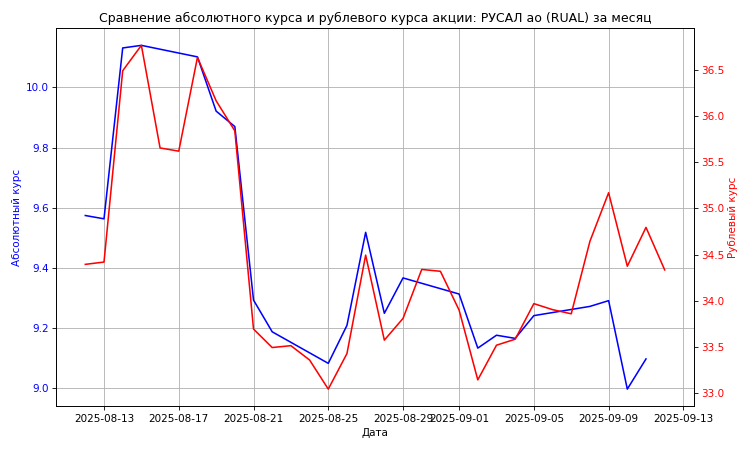 Сравнение абсолютного курса и рублевого курса акции: РУСАЛ ао (RUAL) за месяц
10.0
9.8
9.6
9.4
9.2
9.0
Абсолютный курс
36.5
36.0
35.5
35.0
34.5
34.0
33.5
33.0
Рублевый курс
2025-08-13 2025-08-17 2025-08-21 2025-08-25 2025-08-29 2025-09-01 2025-09-05 2025-09-09 2025-09-13
Дата